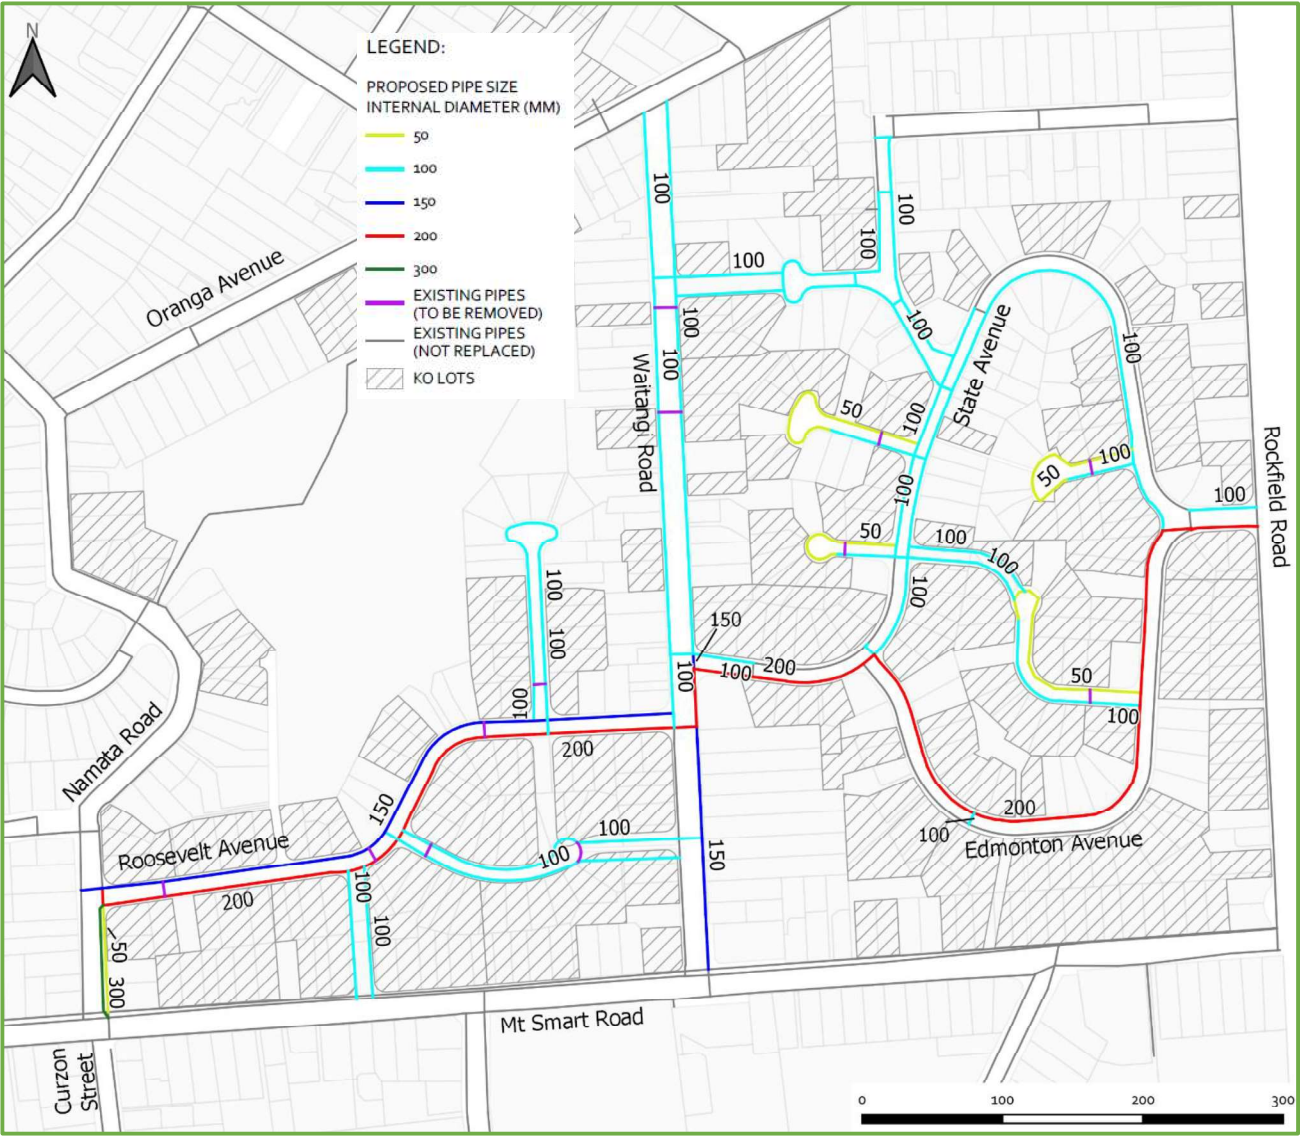 N
LEGEND:
PROPOSED PIPE SIZE
INTERNAL DIAMETER (MM)
50
100
150
200
300
EXISTING PIPES
(TO BE REMOVED)
EXISTING PIPES
(NOT REPLACED)
KO LOTS
Oranga Avenue
100
100
100
100
100
100
100
Waitangi Road
State Avenue
100
50
100
100
50
100
100
Rockfield Road
100
50
100
100
100
100
100
150
100
100
200
100
50
100
200
150
Namata Road
Roosevelt Avenue
200
100
100
100
100
150
200
100
Edmonton Avenue
50
300
Mt Smart Road
Curzon
Street
0
100
200
300